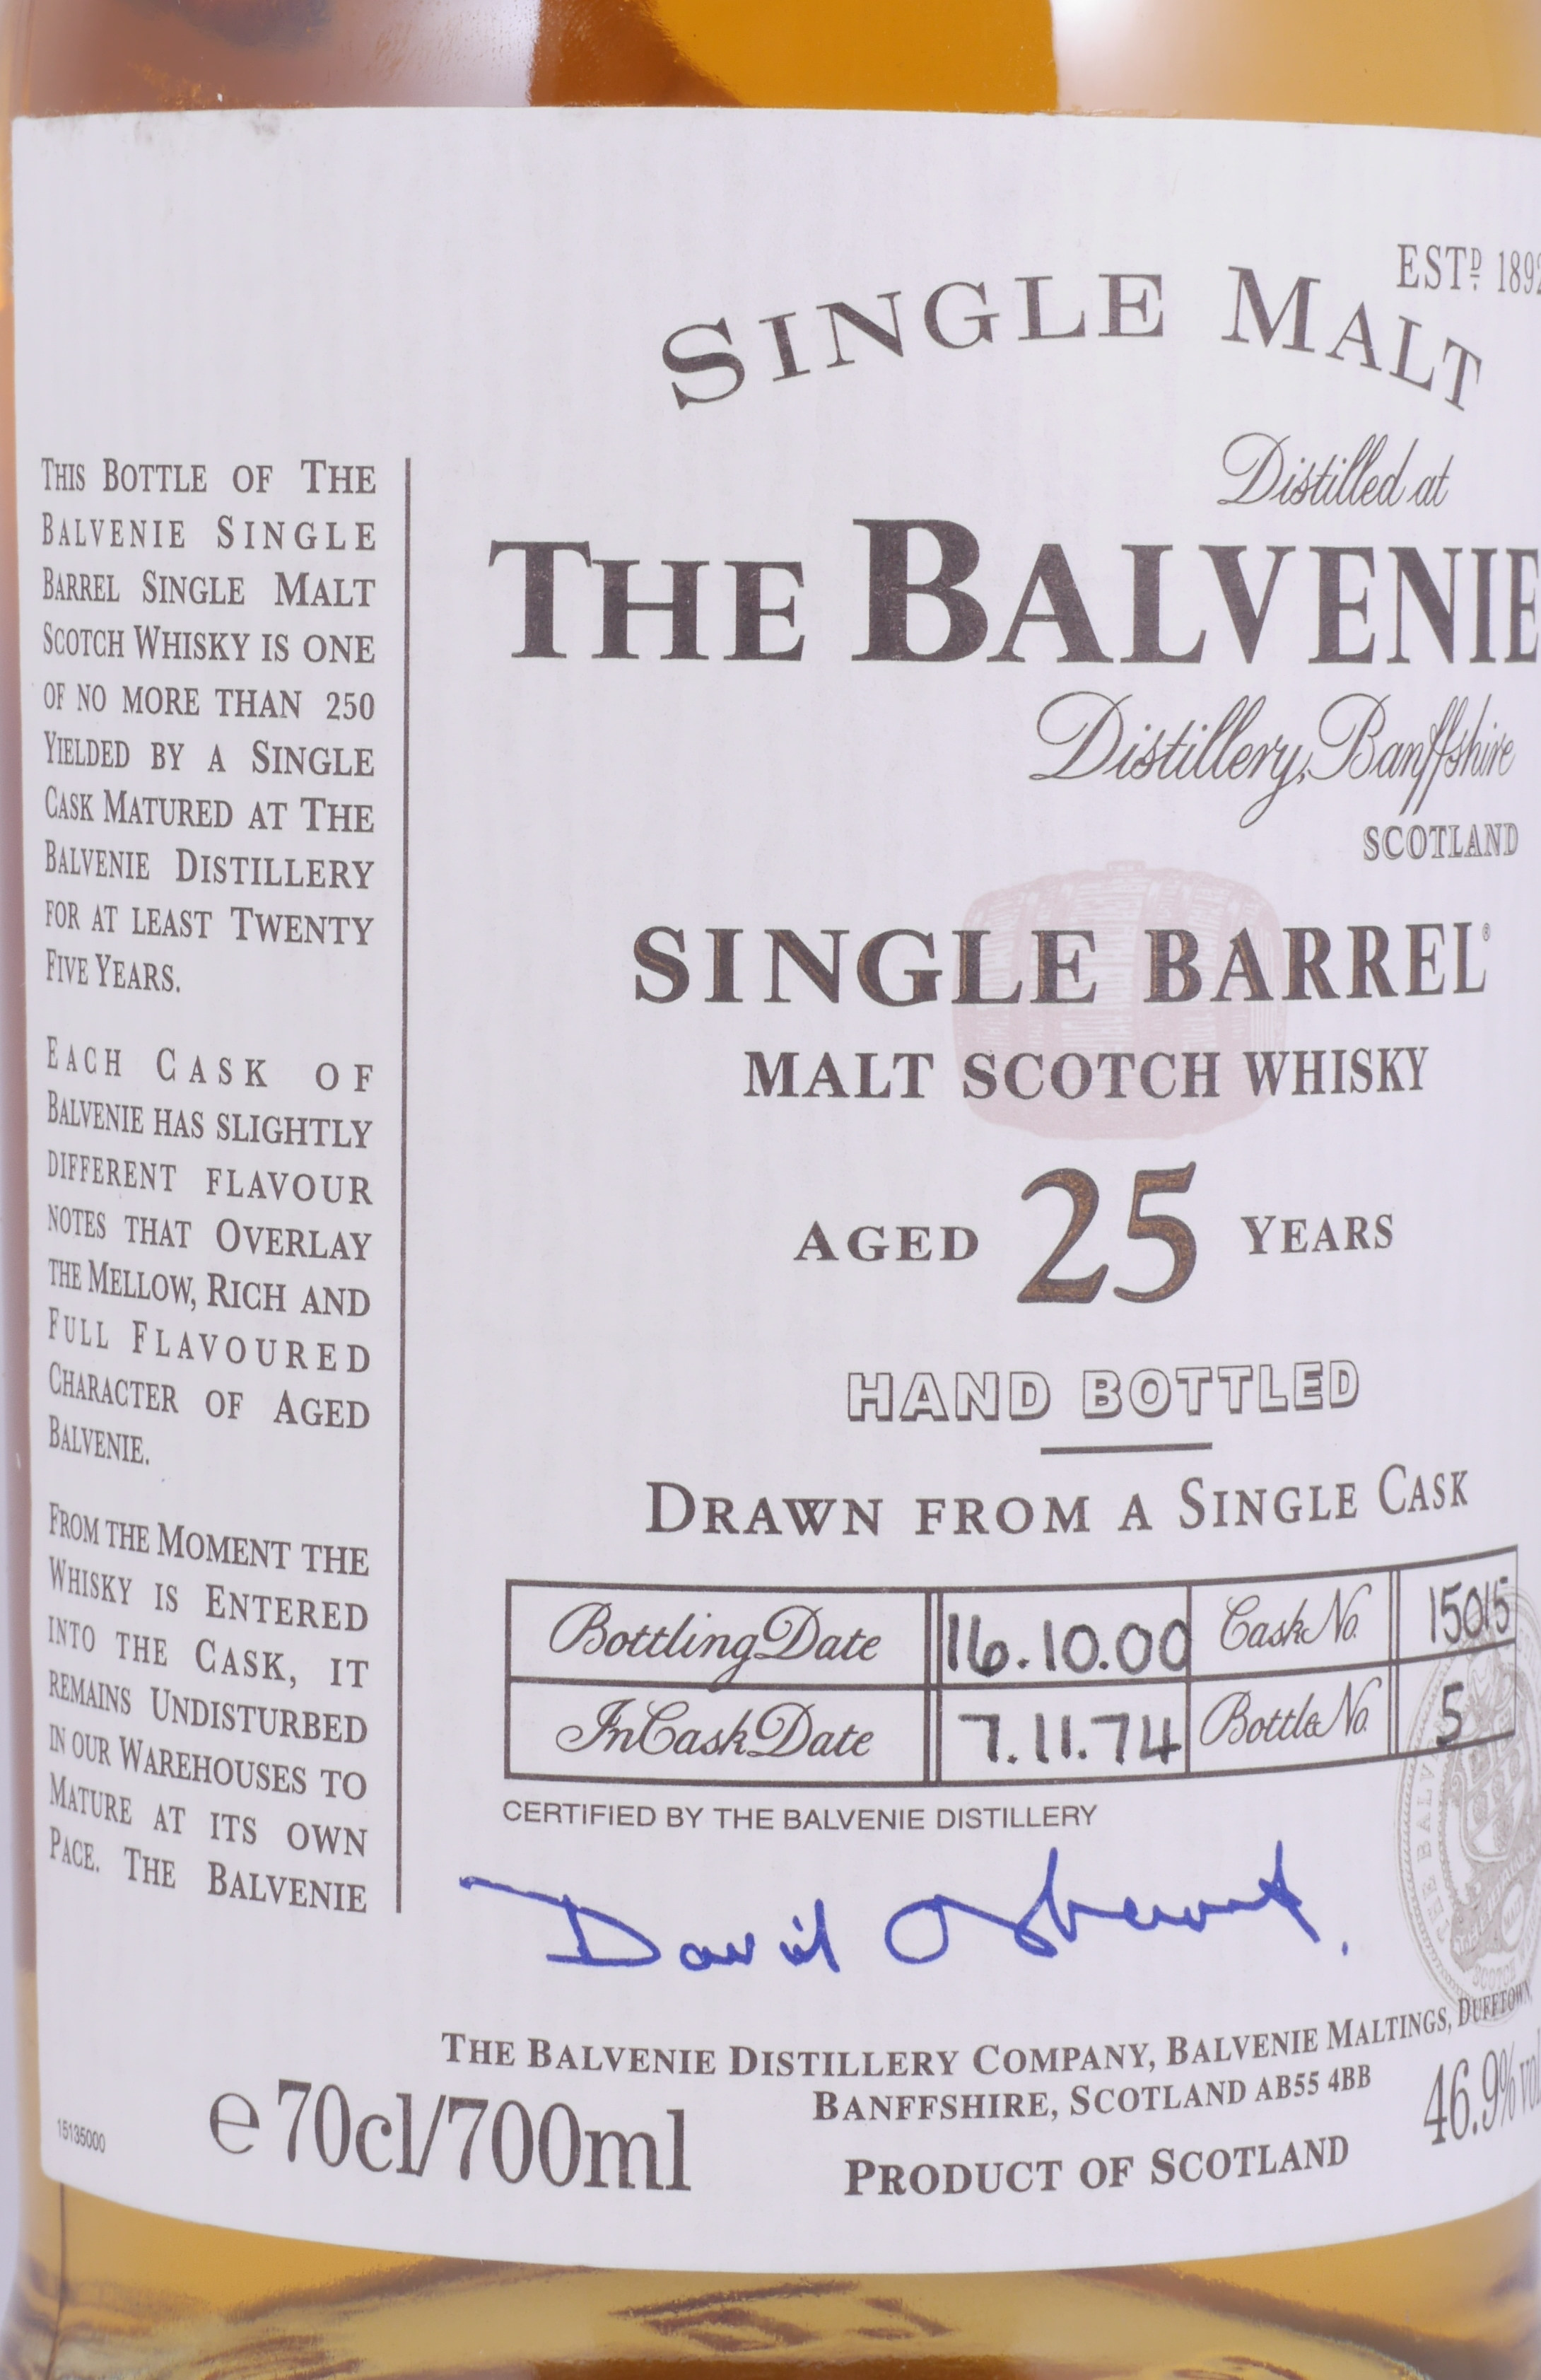 THIS BOTTLE OF THE
BALVENIE SINGLE
BARREL SINGLE MALT
SCOTCH WHISKY IS ONE
OF NO MORE THAN 250
YIELDED BY A SINGLE
CASK MATURED AT THE
BALVENIE DISTILLERY
FOR AT LEAST TWENTY
FIVE YEARS.
EACH CASK OF
BALVENIE HAS SLIGHTLY
DIFFERENT FLAVOUR
NOTES THAT OVERLAY
THE MELLOW, RICH AND
FULL FLAVOURED
CHARACTER OF AGED
BALVENIE.
FROM THE MOMENT THE
WHISKY IS ENTERED
INTO THE CASK, IT
REMAINS UNDISTURBED
IN OUR WAREHOUSES TO
MATURE AT ITS OWN
PACE. THE BALVENIE
ESTD 1892
SINGLE MALT
Distilled at
THE BALVENIE
Distillery, Banffshire
SCOTLAND
SINGLE BARREL®
MALT SCOTCH WHISKY
AGED 25 YEARS
HAND BOTTLED
DRAWN FROM A SINGLE CASK
Bottling Date 16.10.00 Cask No. 15015
In Cask Date 7.11.74 Bottle No. 5
CERTIFIED BY THE BALVENIE DISTILLERY
David
THE BALVENIE DISTILLERY COMPANY, BALVENIE MALTINGS, DUFFTOWN,
BANFFSHIRE, SCOTLAND AB55 4BB
PRODUCT OF SCOTLAND
46.9% vol
e 70cl/700ml
15135000